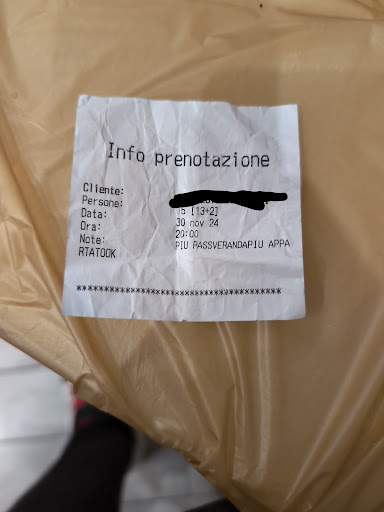 Info prenotazione
Cliente:
Persone: 15 [13+2]
Data: 30 nov 24
Ora: 20:00
Note: PIU PASSVERANDAPIU APPA
RTATOOK
******************************